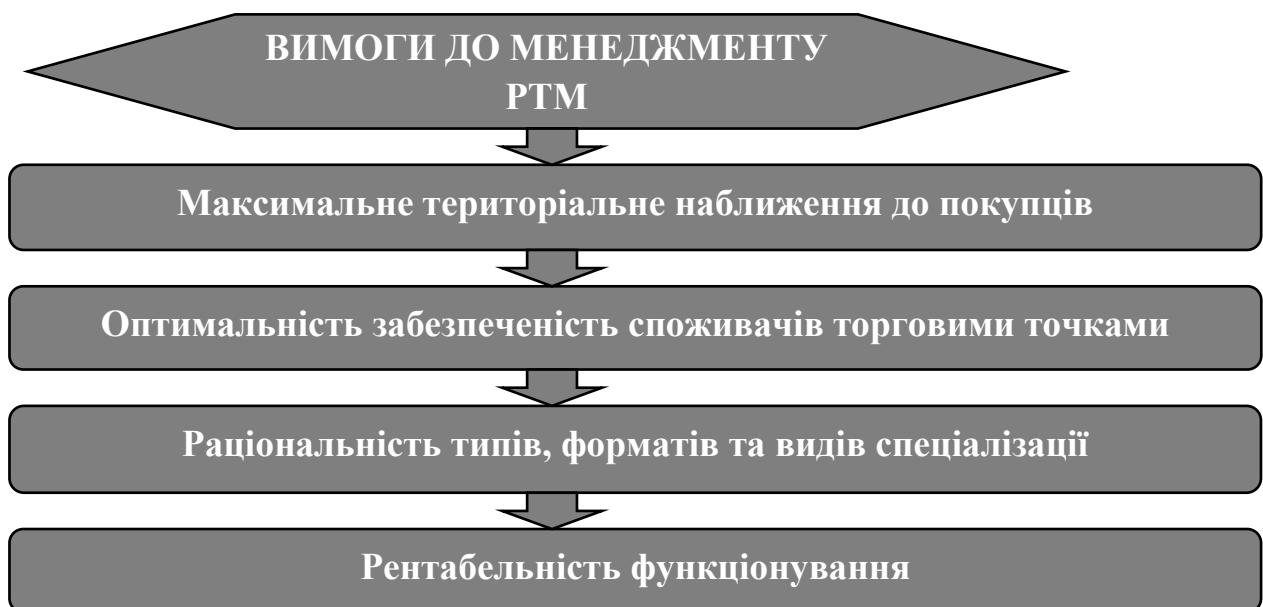 ВИМОГИ ДО МЕНЕДЖМЕНТУ
РТМ
Максимальне територіальне наближення до покупців
Оптимальність забезпеченість споживачів торговими точками
Раціональність типів, форматів та видів спеціалізації
Рентабельність функціонування